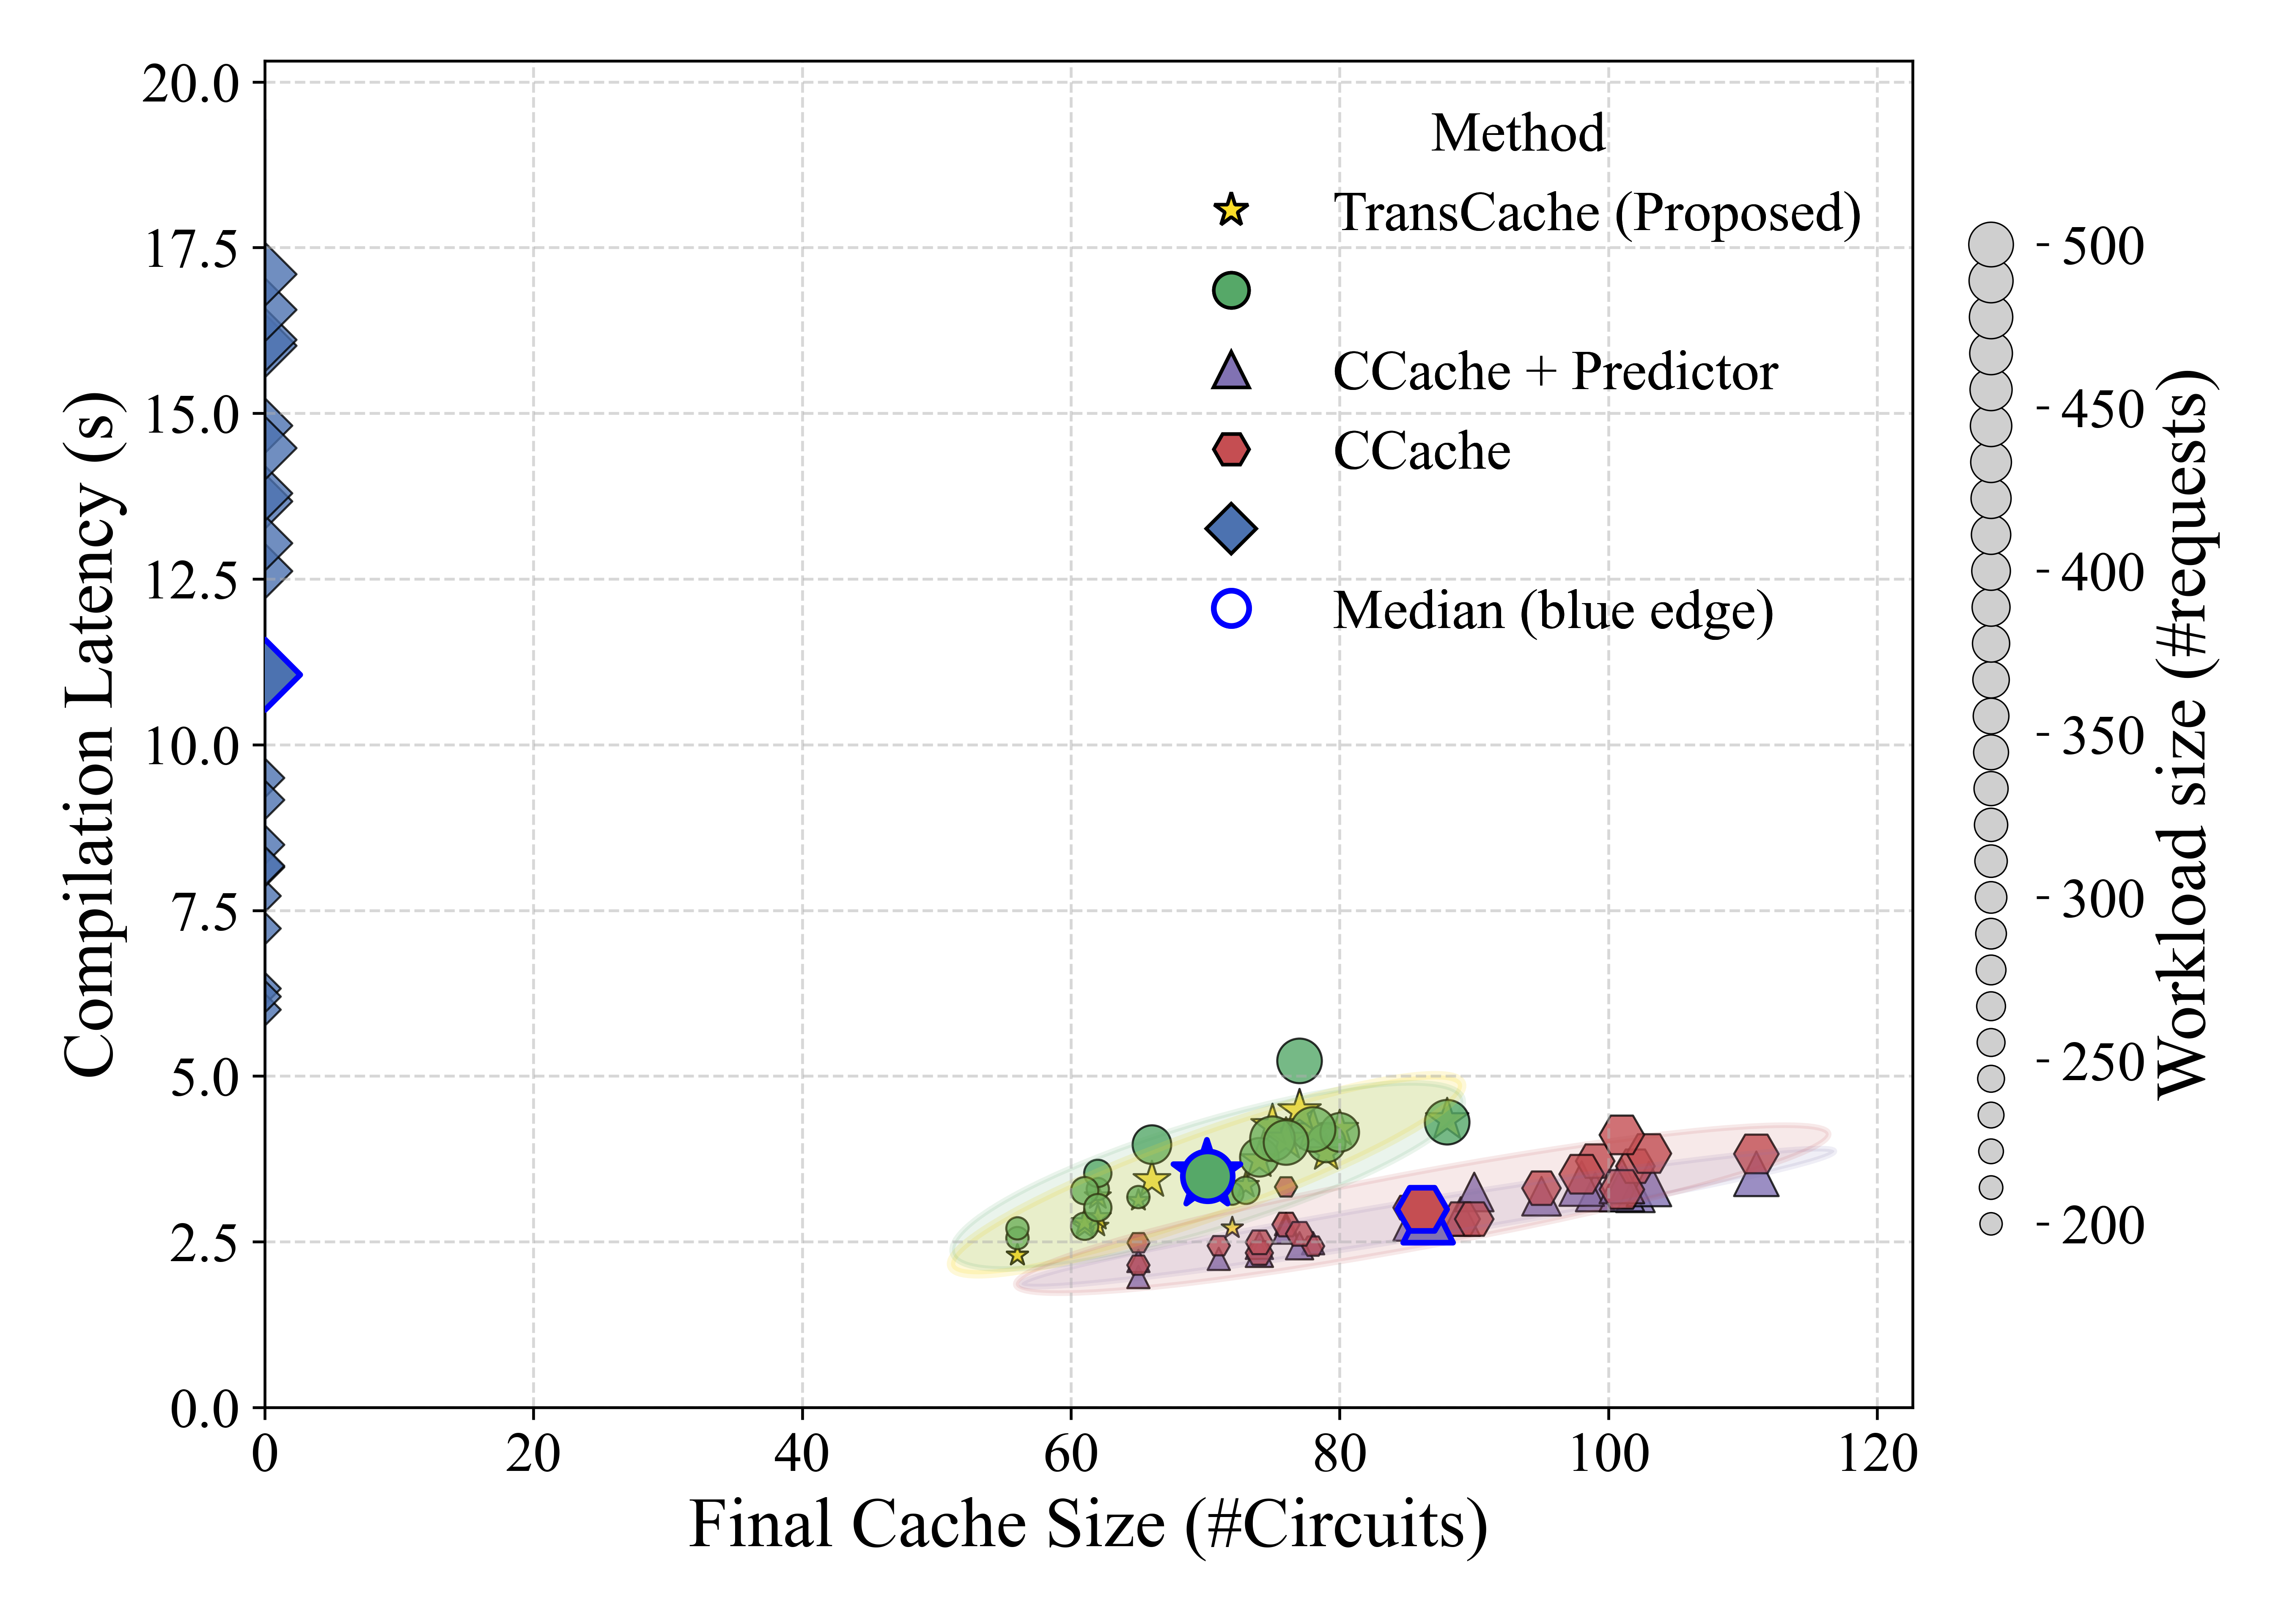 Compilation Latency (s)
20.0
17.5
15.0
12.5
10.0
7.5
5.0
2.5
0.0
0
20
40
60
80
100
120
Final Cache Size (#Circuits)
Method
TransCache (Proposed)
CCache + Predictor
CCache
Median (blue edge)
500
450
400
350
300
250
200
Workload size (#requests)